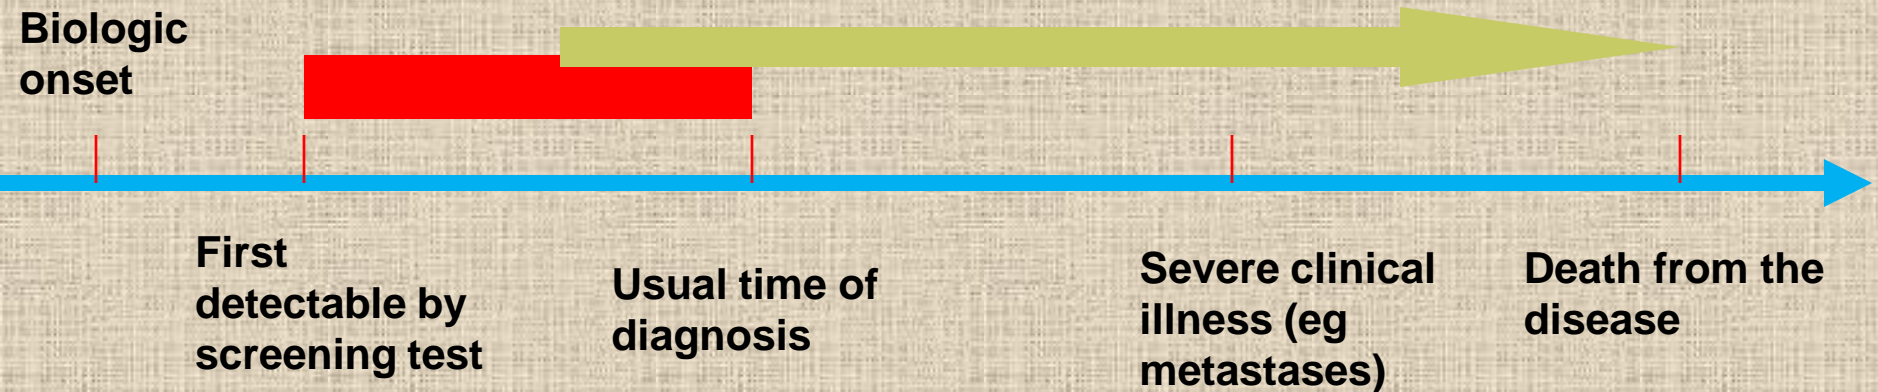 Biologic
onset
First
detectable by
screening test
Usual time of
diagnosis
Severe clinical
illness (eg
metastases)
Death from the
disease